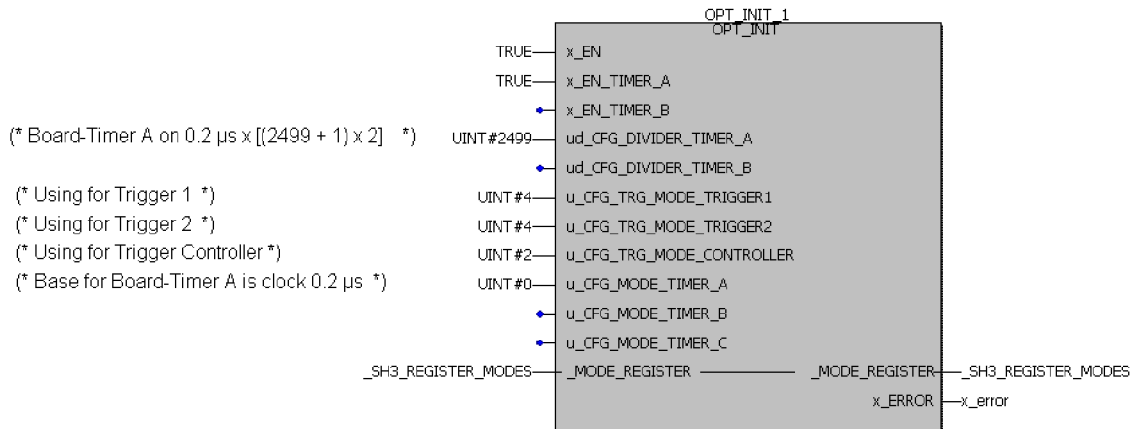 OPT_INIT_1
OPT_INIT
TRUE x_EN
TRUE x_EN_TIMER_A
x_EN_TIMER_B
(* Board-Timer A on 0.2 µs x [(2499 + 1) x 2] *) UINT#2499 ud_CFG_DIVIDER_TIMER_A
ud_CFG_DIVIDER_TIMER_B
(* Using for Trigger 1 *) UINT#4 u_CFG_TRG_MODE_TRIGGER1
(* Using for Trigger 2 *) UINT#4 u_CFG_TRG_MODE_TRIGGER2
(* Using for Trigger Controller *) UINT#2 u_CFG_TRG_MODE_CONTROLLER
(* Base for Board-Timer A is clock 0.2 µs *) UINT#0 u_CFG_MODE_TIMER_A
u_CFG_MODE_TIMER_B
u_CFG_MODE_TIMER_C
_SH3_REGISTER_MODES _MODE_REGISTER _MODE_REGISTER _SH3_REGISTER_MODES
x_ERROR x_error